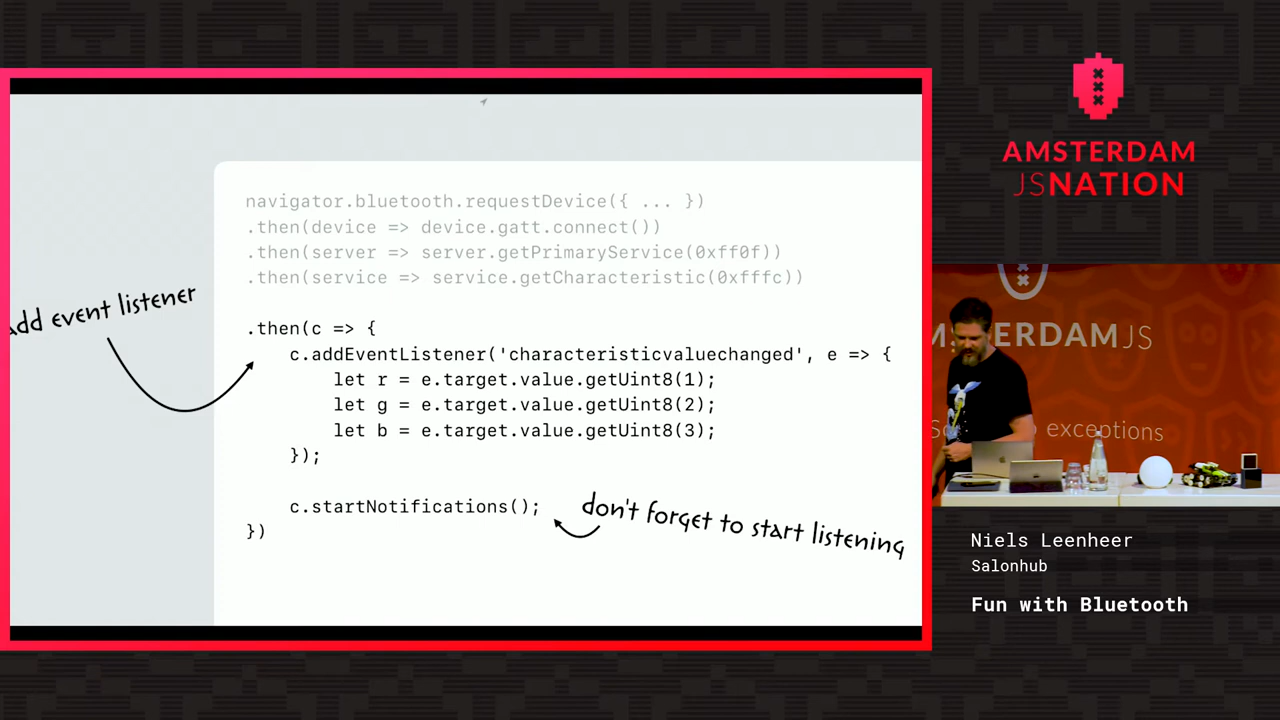 navigator.bluetooth.requestDevice({ ... })
.then(device => device.gatt.connect())
.then(server => server.getPrimaryService(0xff0f))
.then(service => service.getCharacteristic(0xfffc))
add event listener
.then(c => {
c.addEventListener('characteristicvaluechanged', e => {
let r = e.target.value.getUint8(1);
let g = e.target.value.getUint8(2);
let b = e.target.value.getUint8(3);
});
c.startNotifications();
don't forget to start listening
})
AMSTERDAM
JSNATION
ERDAMJS
exceptions
Niels Leenheer
Salonhub
Fun with Bluetooth